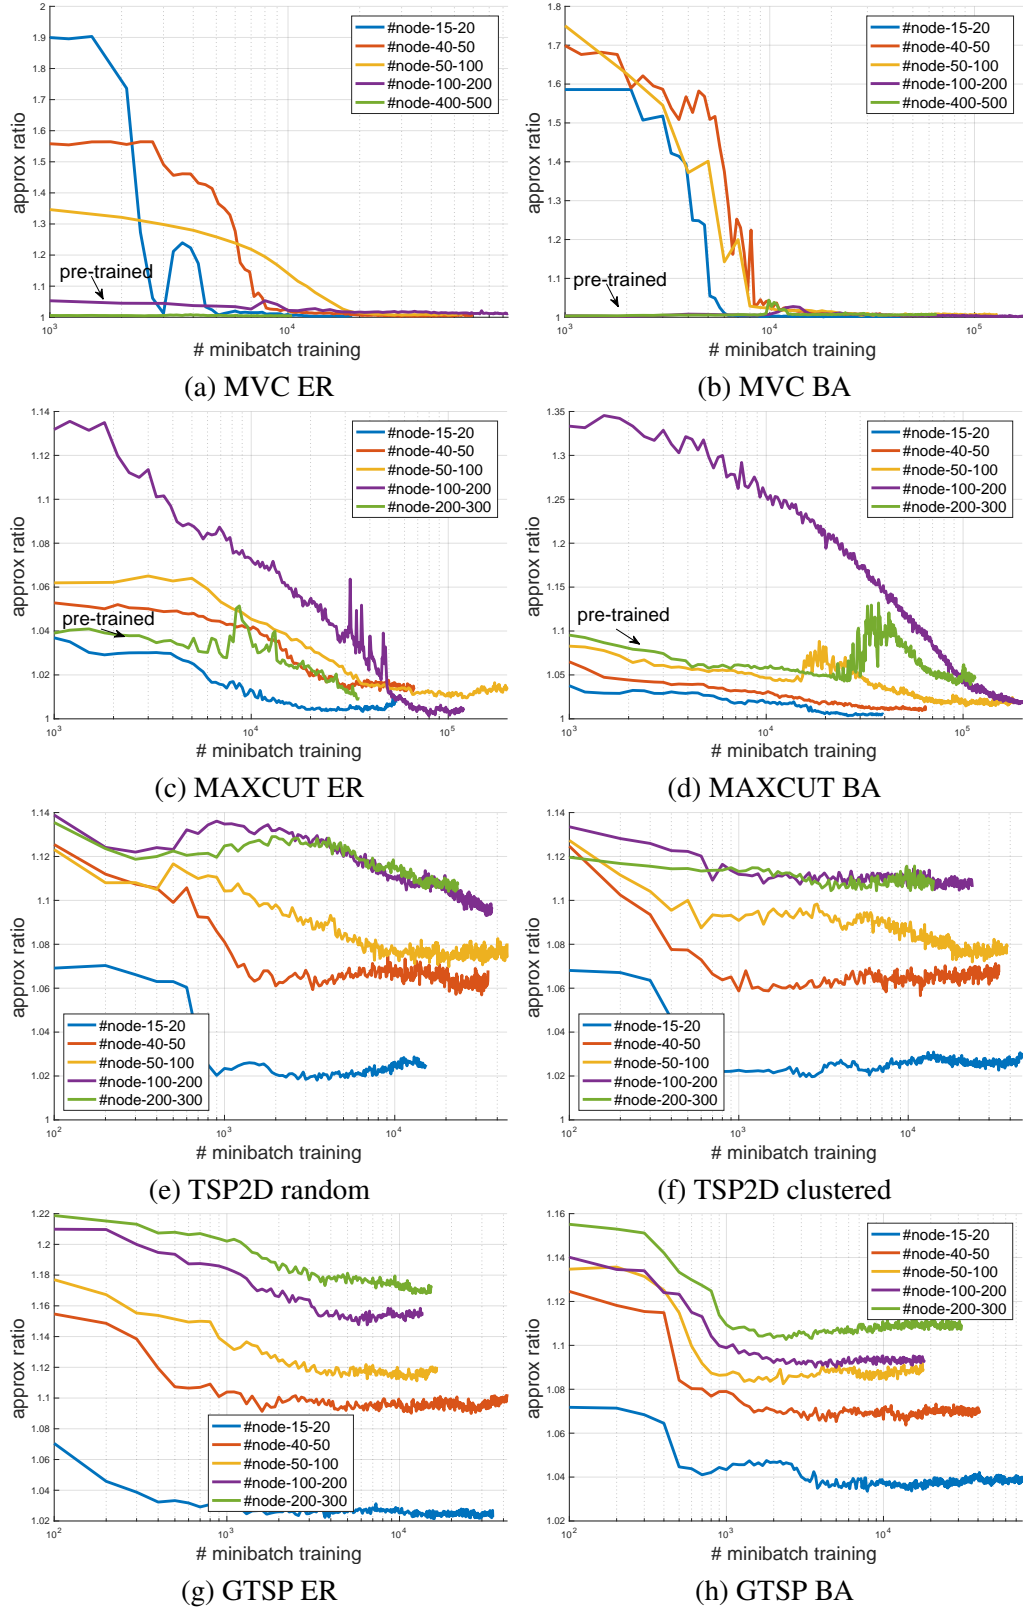 2
1.9
1.8
1.7
1.6
1.5
1.4
1.3
1.2
1.1
1
approx ratio
#node-15-20
#node-40-50
#node-50-100
#node-100-200
#node-400-500
pre-trained
10³ 10⁴
# minibatch training
(a) MVC ER
1.8
1.7
1.6
1.5
1.4
1.3
1.2
1.1
1
approx ratio
#node-15-20
#node-40-50
#node-50-100
#node-100-200
#node-400-500
pre-trained
10³ 10⁴ 10⁵
# minibatch training
(b) MVC BA
1.14
1.12
1.1
1.08
1.06
1.04
1.02
1
approx ratio
#node-15-20
#node-40-50
#node-50-100
#node-100-200
#node-200-300
pre-trained
10³ 10⁴ 10⁵
# minibatch training
(c) MAXCUT ER
1.35
1.3
1.25
1.2
1.15
1.1
1.05
1
approx ratio
#node-15-20
#node-40-50
#node-50-100
#node-100-200
#node-200-300
pre-trained
10³ 10⁴ 10⁵
# minibatch training
(d) MAXCUT BA
1.14
1.12
1.1
1.08
1.06
1.04
1.02
1
approx ratio
#node-15-20
#node-40-50
#node-50-100
#node-100-200
#node-200-300
10² 10³ 10⁴
# minibatch training
(e) TSP2D random
1.14
1.12
1.1
1.08
1.06
1.04
1.02
1
approx ratio
#node-15-20
#node-40-50
#node-50-100
#node-100-200
#node-200-300
10² 10³ 10⁴
# minibatch training
(f) TSP2D clustered
1.22
1.2
1.18
1.16
1.14
1.12
1.1
1.08
1.06
1.04
1.02
approx ratio
#node-15-20
#node-40-50
#node-50-100
#node-100-200
#node-200-300
10² 10³ 10⁴
# minibatch training
(g) GTSP ER
1.16
1.14
1.12
1.1
1.08
1.06
1.04
1.02
approx ratio
#node-15-20
#node-40-50
#node-50-100
#node-100-200
#node-200-300
10² 10³ 10⁴
# minibatch training
(h) GTSP BA